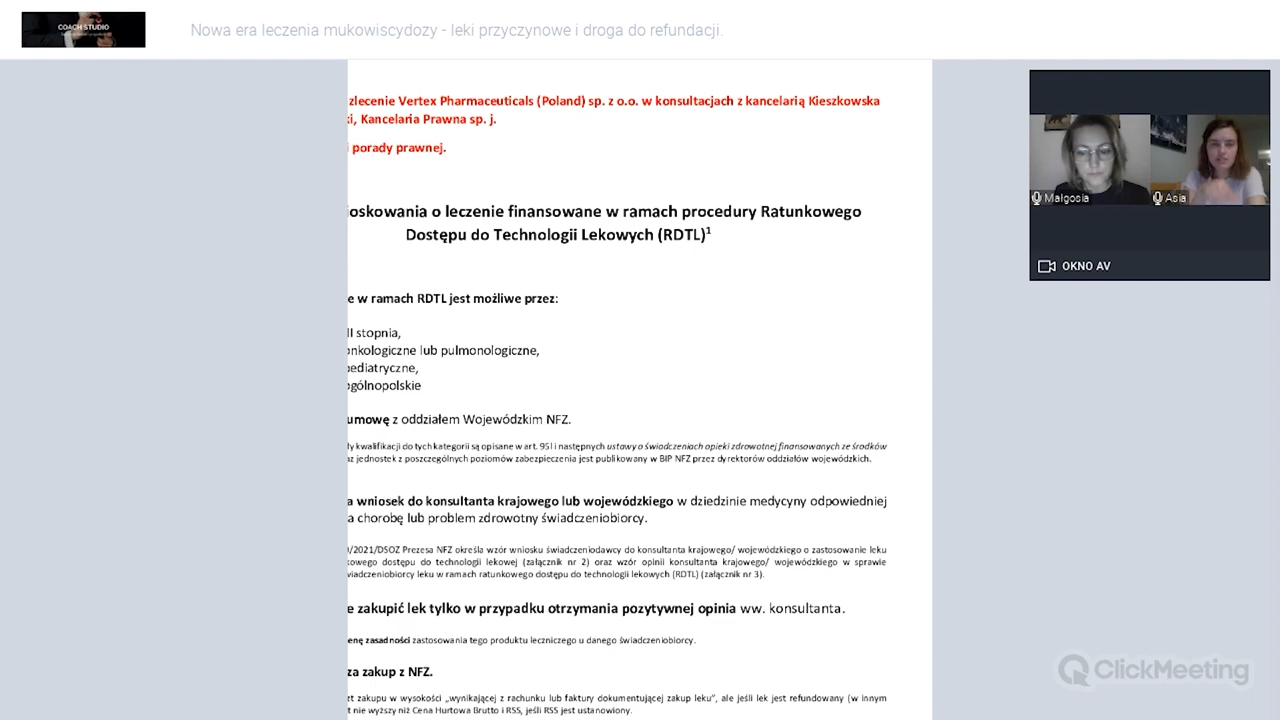 COACH STUDIO
Nowa era leczenia mukowiscydozy - leki przyczynowe i droga do refundacji.
zlecenie Vertex Pharmaceuticals (Poland) sp. z o.o. w konsultacjach z kancelarią Kieszkowska
ki, Kancelaria Prawna sp. j.
i porady prawnej.
ioskowania o leczenie finansowane w ramach procedury Ratunkowego
Dostępu do Technologii Lekowych (RDTL)1
e w ramach RDTL jest możliwe przez:
II stopnia,
onkologiczne lub pulmonologiczne,
pediatryczne,
ogólnopolskie
umowę z oddziałem Wojewódzkim NFZ.
dy kwalifikacji do tych kategorii są opisane w art. 95l i następnych ustawy o świadczeniach opieki zdrowotnej finansowanych ze środków
az jednostek z poszczególnych poziomów zabezpieczenia jest publikowany w BIP NFZ przez dyrektorów oddziałów wojewódzkich.
a wniosek do konsultanta krajowego lub wojewódzkiego w dziedzinie medycyny odpowiedniej
a chorobę lub problem zdrowotny świadczeniobiorcy.
/2021/DSOZ Prezesa NFZ określa wzór wniosku świadczeniodawcy do konsultanta krajowego/ wojewódzkiego o zastosowanie leku
kowego dostępu do technologii lekowej (załącznik nr 2) oraz wzór opinii konsultanta krajowego/ wojewódzkiego w sprawie
wiadczeniobiorcy leku w ramach ratunkowego dostępu do technologii lekowych (RDTL) (załącznik nr 3).
e zakupić lek tylko w przypadku otrzymania pozytywnej opinia ww. konsultanta.
enę zasadności zastosowania tego produktu leczniczego u danego świadczeniobiorcy.
za zakup z NFZ.
zt zakupu w wysokości „wynikającej z rachunku lub faktury dokumentującej zakup leku”, ale jeśli lek jest refundowany (w innym
t nie wyższy niż Cena Hurtowa Brutto i RSS, jeśli RSS jest ustanowiony.
Małgosia
Asia
OKNO AV
ClickMeeting